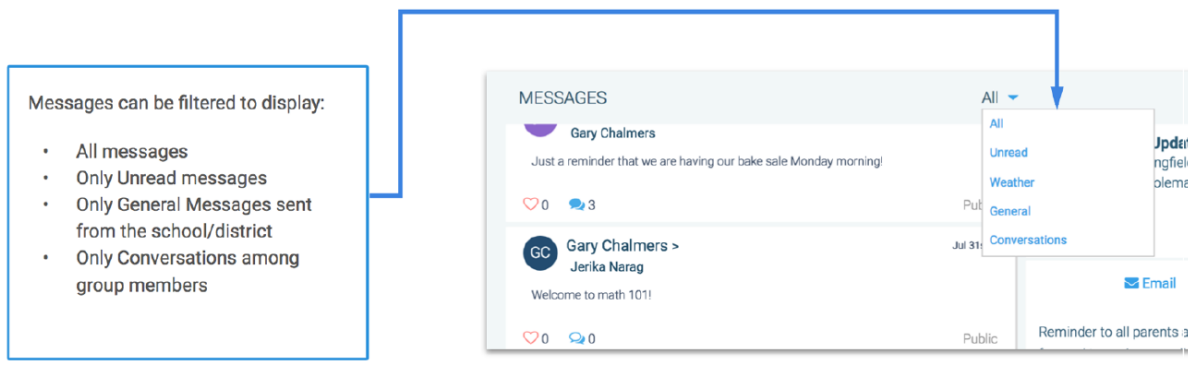 Messages can be filtered to display:
• All messages
• Only Unread messages
• Only General Messages sent
from the school/district
• Only Conversations among
group members
MESSAGES
All
All
Unread
Weather
General
Conversations
Gary Chalmers
Just a reminder that we are having our bake sale Monday morning!
0 3
GC
Gary Chalmers >
Jul 31
Jerika Narag
Welcome to math 101!
0 0
Public
Email
Reminder to all parents